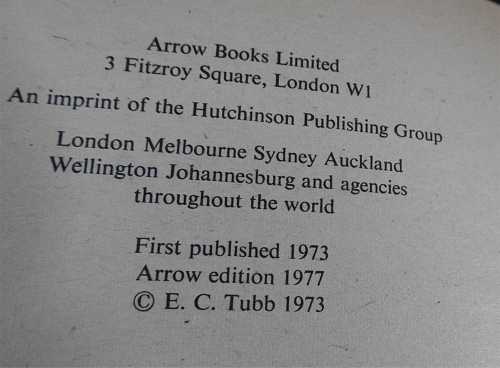 Arrow Books Limited
3 Fitzroy Square, London W1
An imprint of the Hutchinson Publishing Group
London Melbourne Sydney Auckland
Wellington Johannesburg and agencies
throughout the world
First published 1973
Arrow edition 1977
© E. C. Tubb 1973